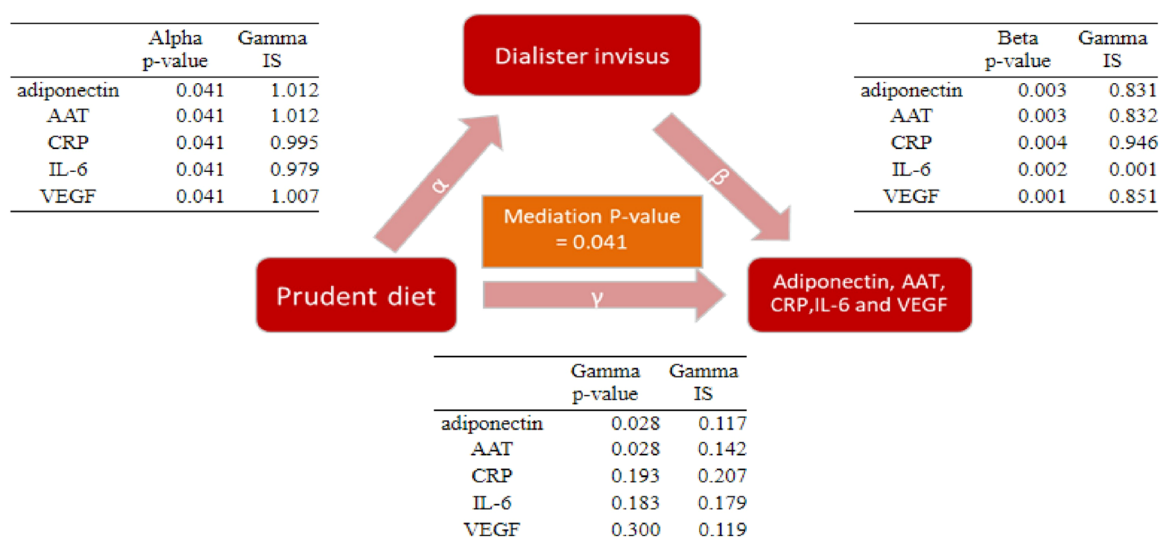 Alpha Gamma
p-value IS
adiponectin 0.041 1.012
AAT 0.041 1.012
CRP 0.041 0.995
IL-6 0.041 0.979
VEGF 0.041 1.007
Dialister invisus
Beta Gamma
p-value IS
adiponectin 0.003 0.831
AAT 0.003 0.832
CRP 0.004 0.946
IL-6 0.002 0.001
VEGF 0.001 0.851
α
β
Mediation P-value
= 0.041
Prudent diet
γ
Adiponectin, AAT,
CRP,IL-6 and VEGF
Gamma Gamma
p-value IS
adiponectin 0.028 0.117
AAT 0.028 0.142
CRP 0.193 0.207
IL-6 0.183 0.179
VEGF 0.300 0.119